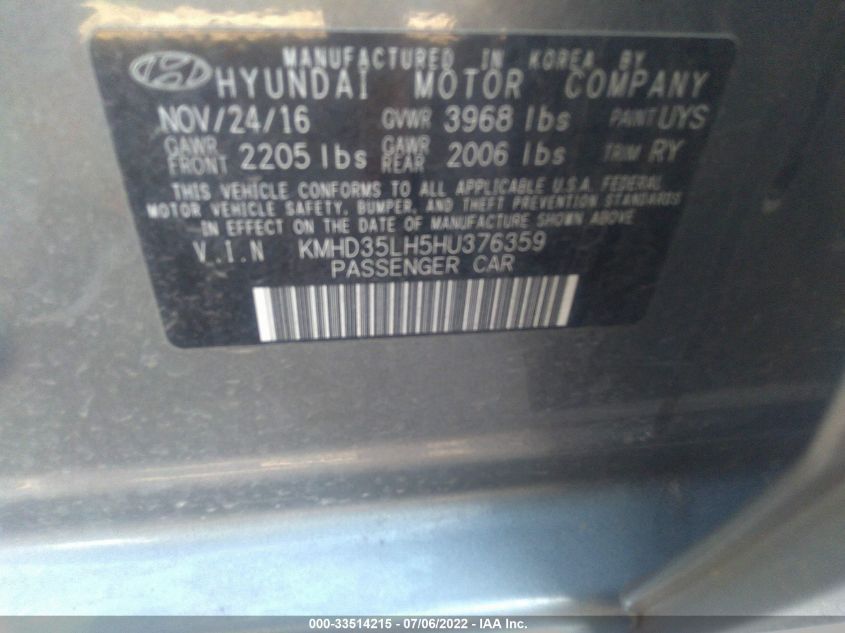 MANUFACTURED IN KOREA BY
HYUNDAI MOTOR COMPANY
NOV/24/16 GVWR 3968 lbs PAINT UYS
GAWR FRONT 2205 lbs GAWR REAR 2006 lbs TRIM RY
THIS VEHICLE CONFORMS TO ALL APPLICABLE U.S.A. FEDERAL
MOTOR VEHICLE SAFETY, BUMPER, AND THEFT PREVENTION STANDARDS
IN EFFECT ON THE DATE OF MANUFACTURE SHOWN ABOVE.
V.I.N KMHD35LH5HU376359
PASSENGER CAR
000-33514215 - 07/06/2022 - IAA Inc.